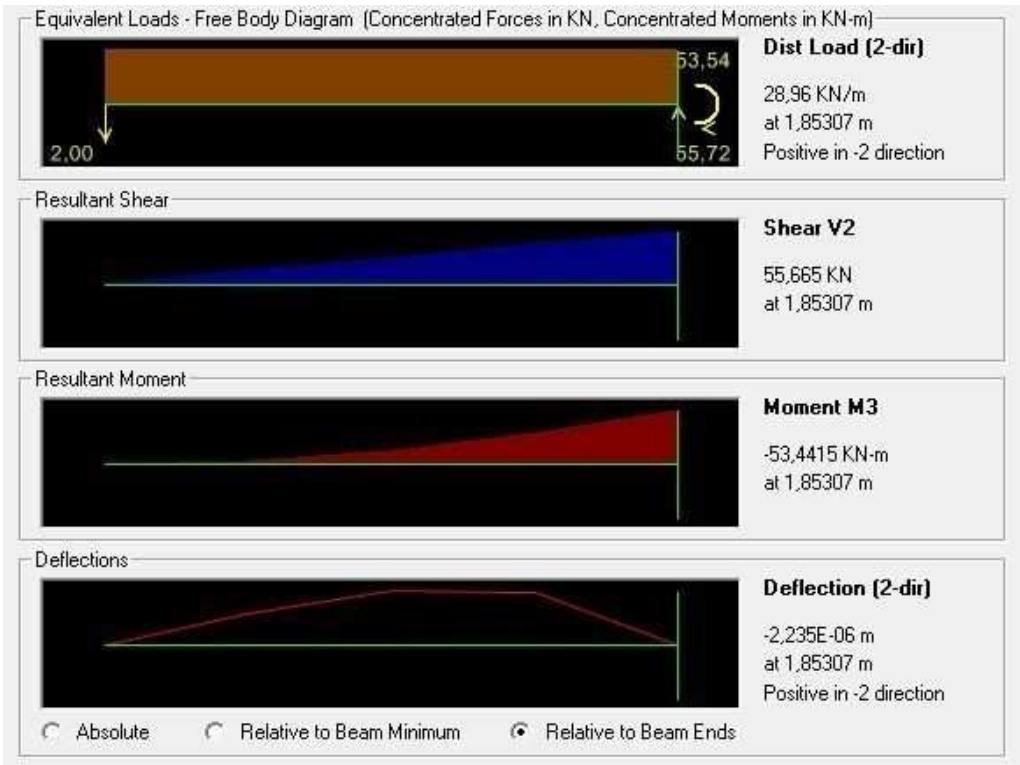 Equivalent Loads - Free Body Diagram (Concentrated Forces in KN, Concentrated Moments in KN-m)
53,54
2,00
55,72
Dist Load (2-dir)
28,96 KN/m
at 1,85307 m
Positive in -2 direction
Resultant Shear
Shear V2
55,665 KN
at 1,85307 m
Resultant Moment
Moment M3
-53,4415 KN-m
at 1,85307 m
Deflections
Deflection (2-dir)
-2,235E-06 m
at 1,85307 m
Positive in -2 direction
Absolute
Relative to Beam Minimum
Relative to Beam Ends